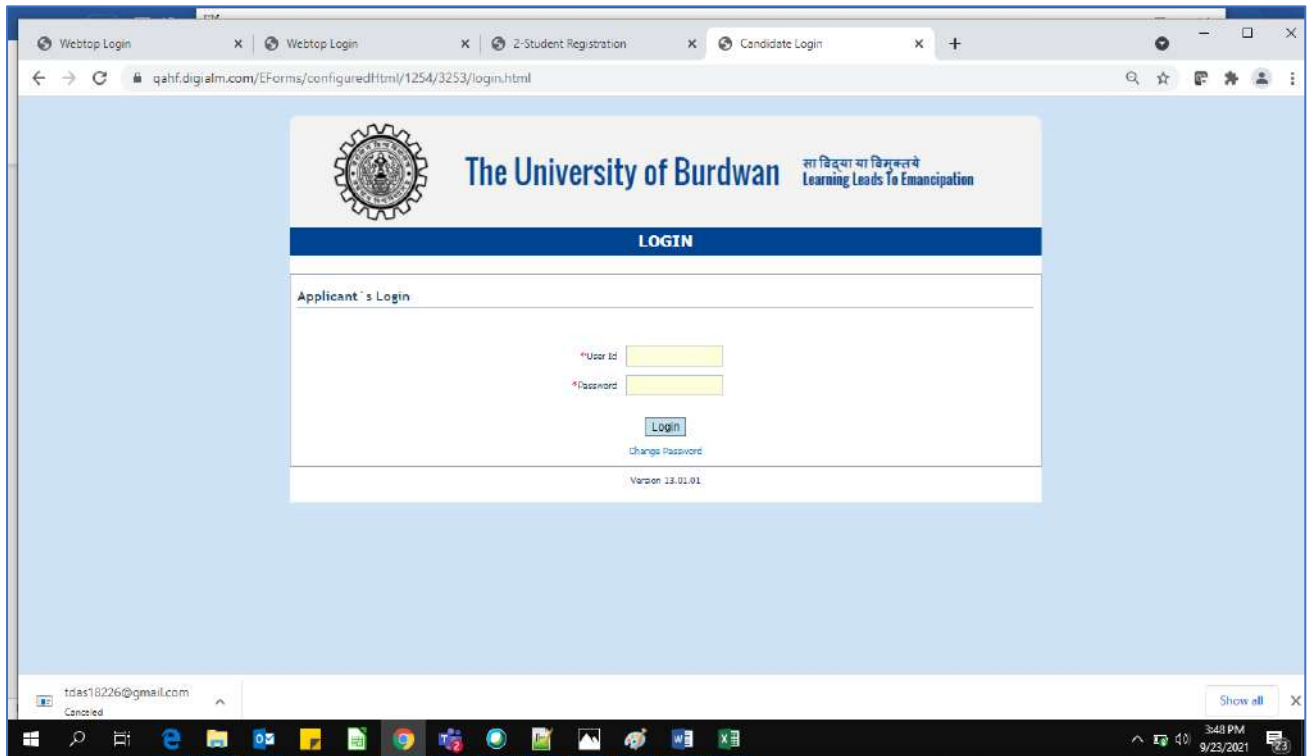 Webtop Login
Webtop Login
2-Student Registration
Candidate Login
qahf.digialm.com/EForms/configuredHtml/1254/3253/login.html
The University of Burdwan
सा विद्या या विमुक्तये
Learning Leads To Emancipation
LOGIN
Applicant´s Login
*User Id
*Password
Login
Change Password
Version 13.01.01
tdas18226@gmail.com
Canceled
Show all
3:48 PM
9/23/2021
23